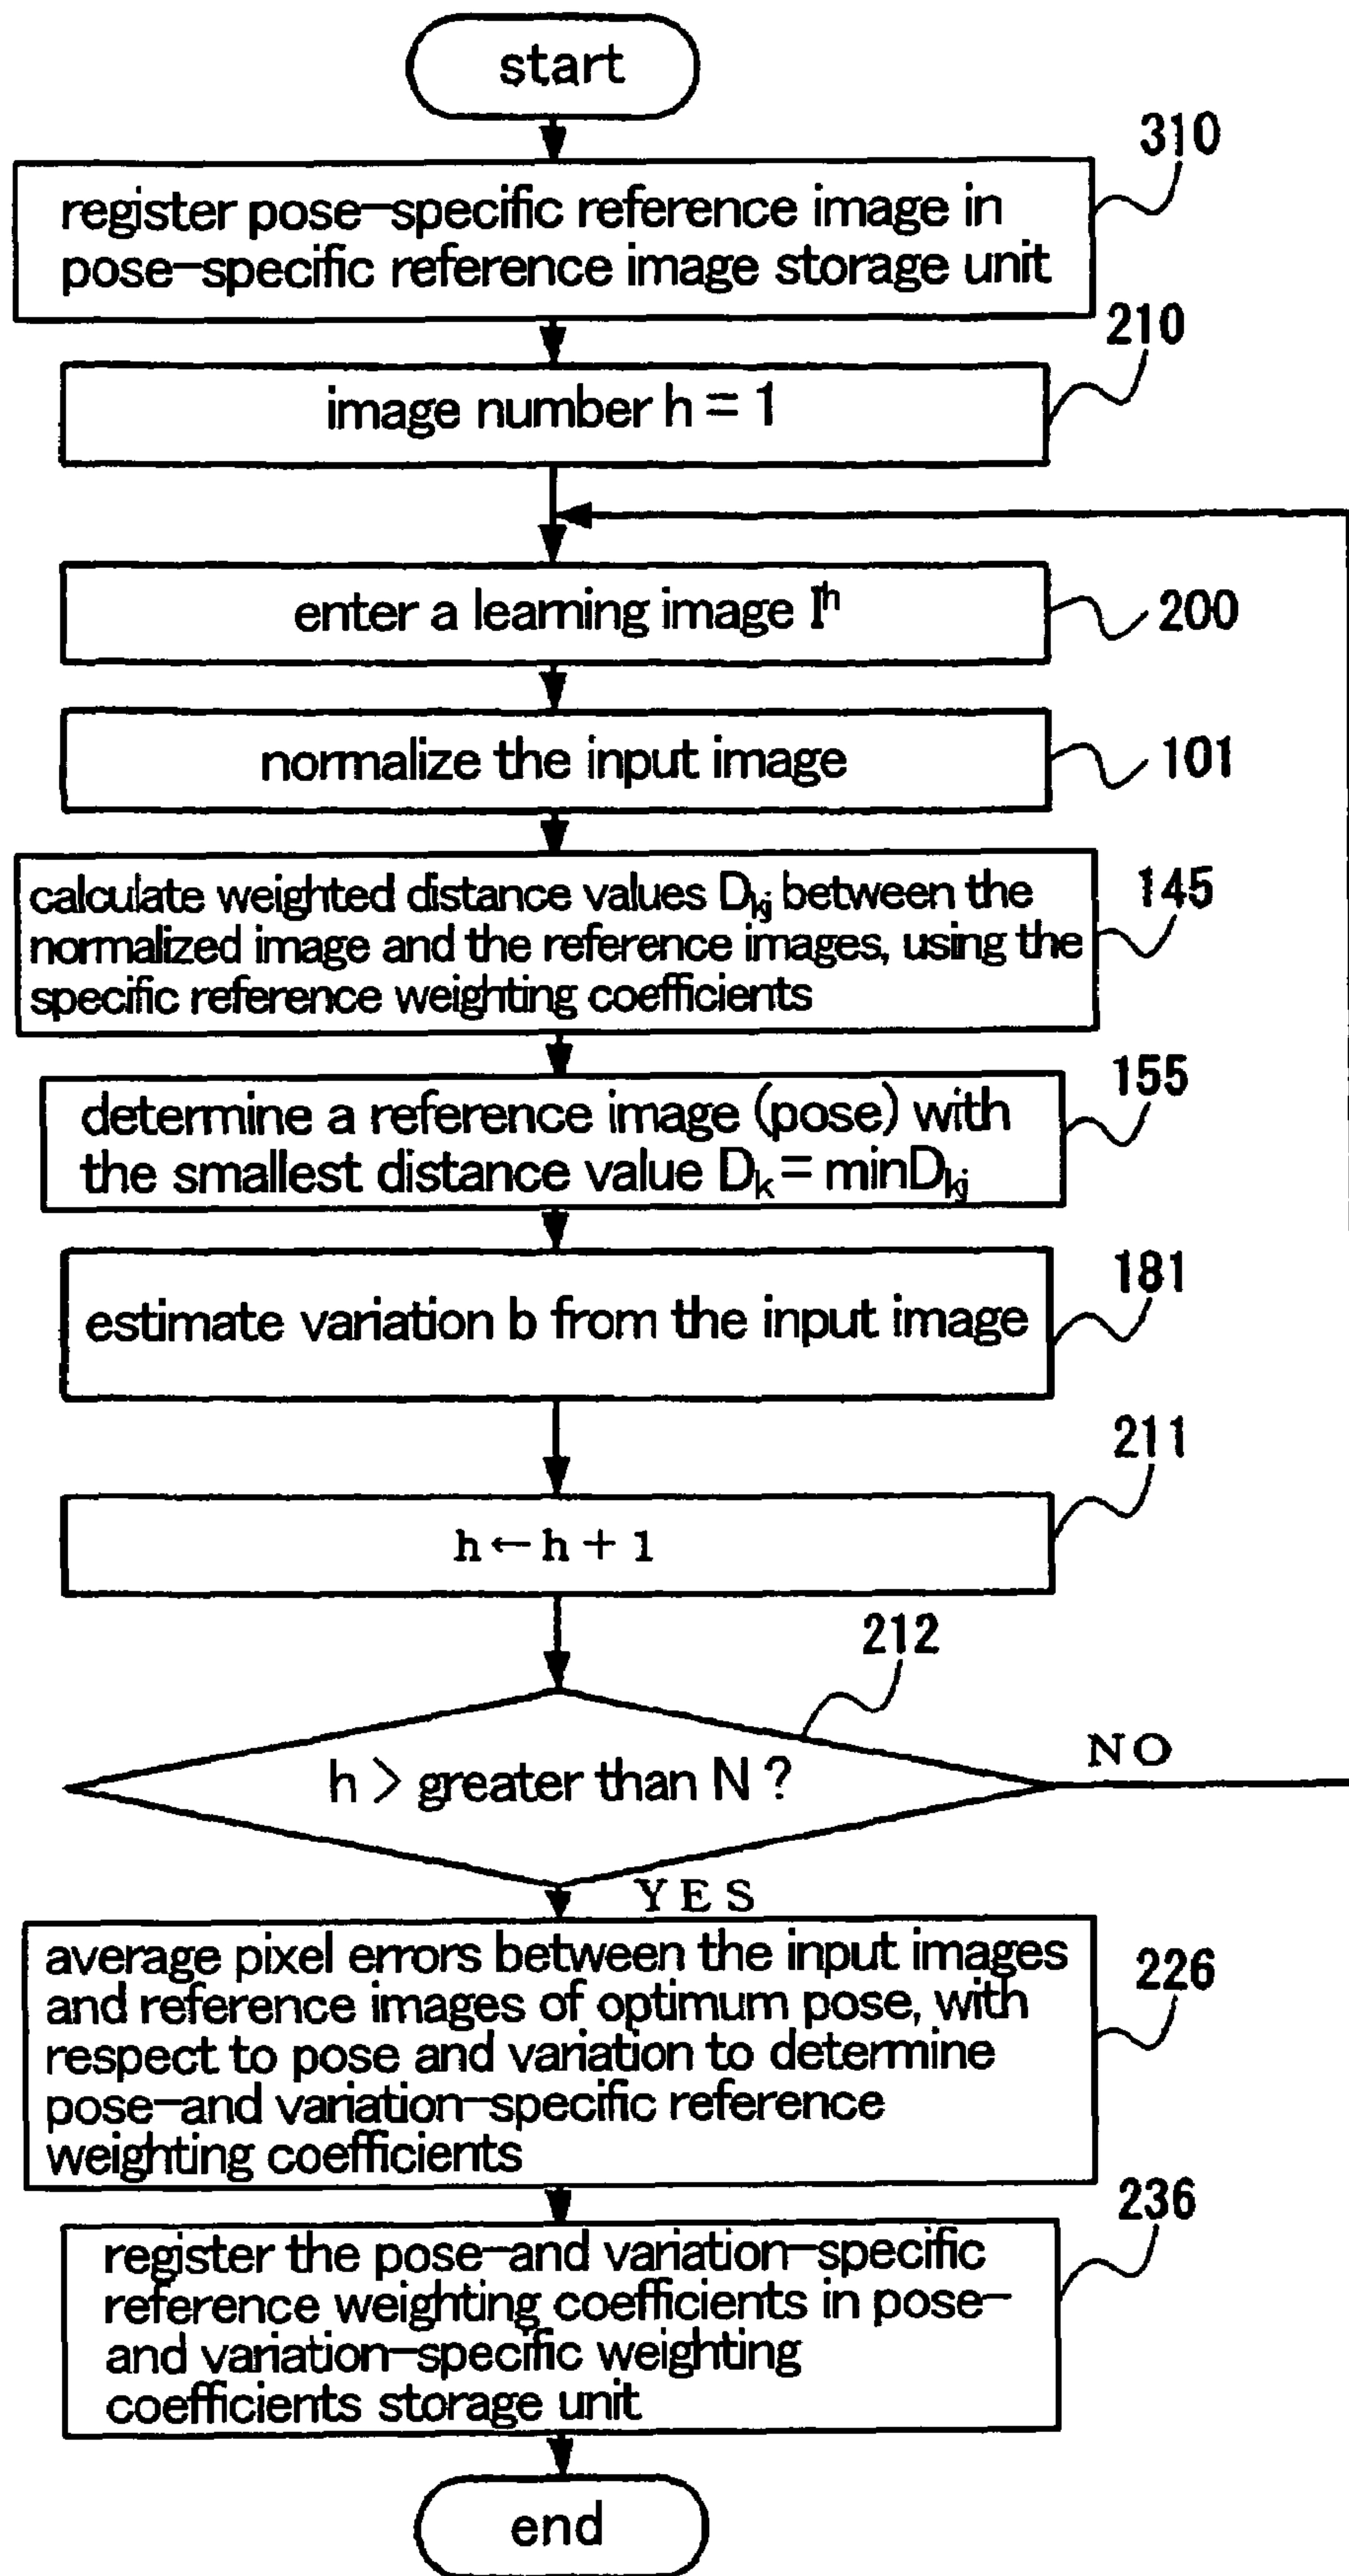 start
310
register pose-specific reference image in
pose-specific reference image storage unit
210
image number h = 1
enter a learning image I^h
200
normalize the input image
101
calculate weighted distance values D_kj between the
normalized image and the reference images, using the
specific reference weighting coefficients
145
determine a reference image (pose) with
the smallest distance value D_k = minD_kj
155
estimate variation b from the input image
181
211
h ← h + 1
212
h > greater than N ?
NO
YES
average pixel errors between the input images
and reference images of optimum pose, with
respect to pose and variation to determine
pose-and variation-specific reference
weighting coefficients
226
register the pose-and variation-specific
reference weighting coefficients in pose-
and variation-specific weighting
coefficients storage unit
236
end